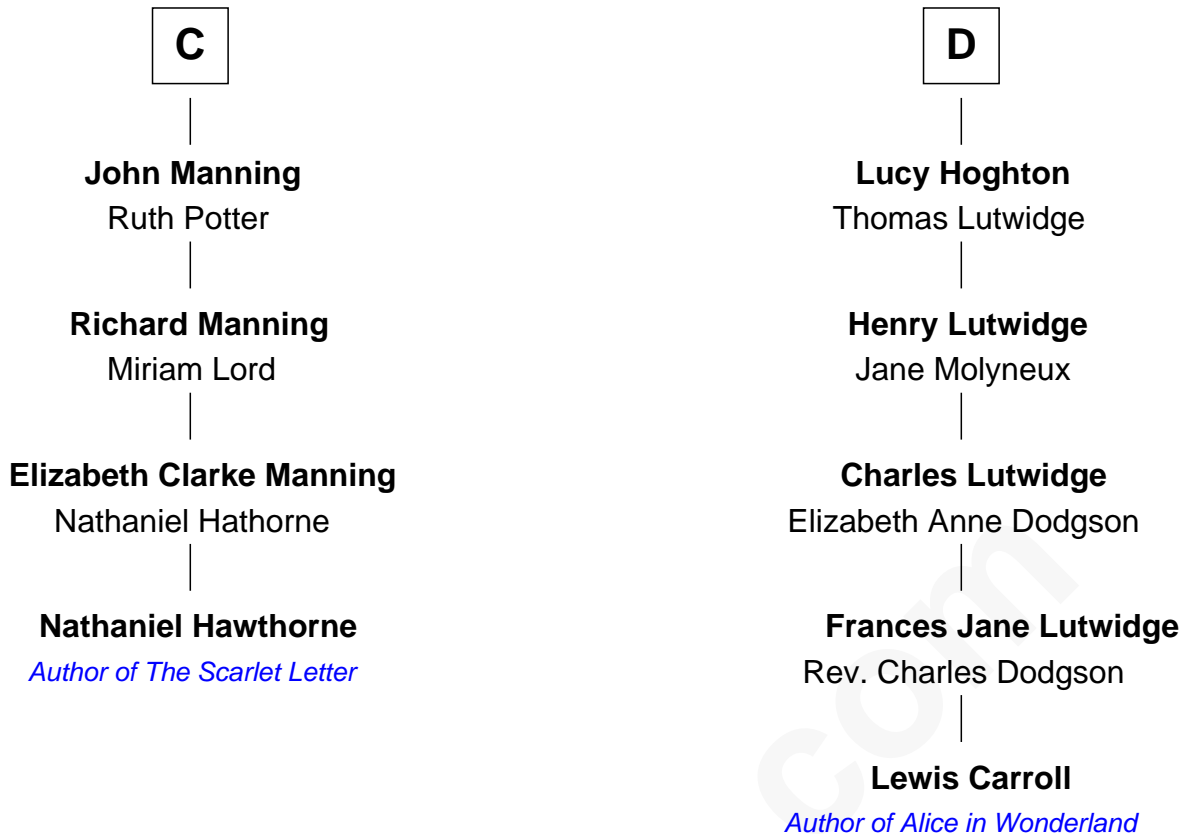 C
John Manning
Ruth Potter
Richard Manning
Miriam Lord
Elizabeth Clarke Manning
Nathaniel Hathorne
Nathaniel Hawthorne
Author of The Scarlet Letter
D
Lucy Hoghton
Thomas Lutwidge
Henry Lutwidge
Jane Molyneux
Charles Lutwidge
Elizabeth Anne Dodgson
Frances Jane Lutwidge
Rev. Charles Dodgson
Lewis Carroll
Author of Alice in Wonderland
com